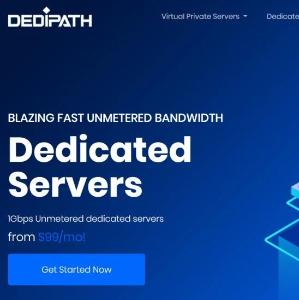 DEDIPATH
Virtual Private Servers
Dedicate
BLAZING FAST UNMETERED BANDWIDTH
Dedicated
Servers
1Gbps Unmetered dedicated servers
from $99/mo!
Get Started Now